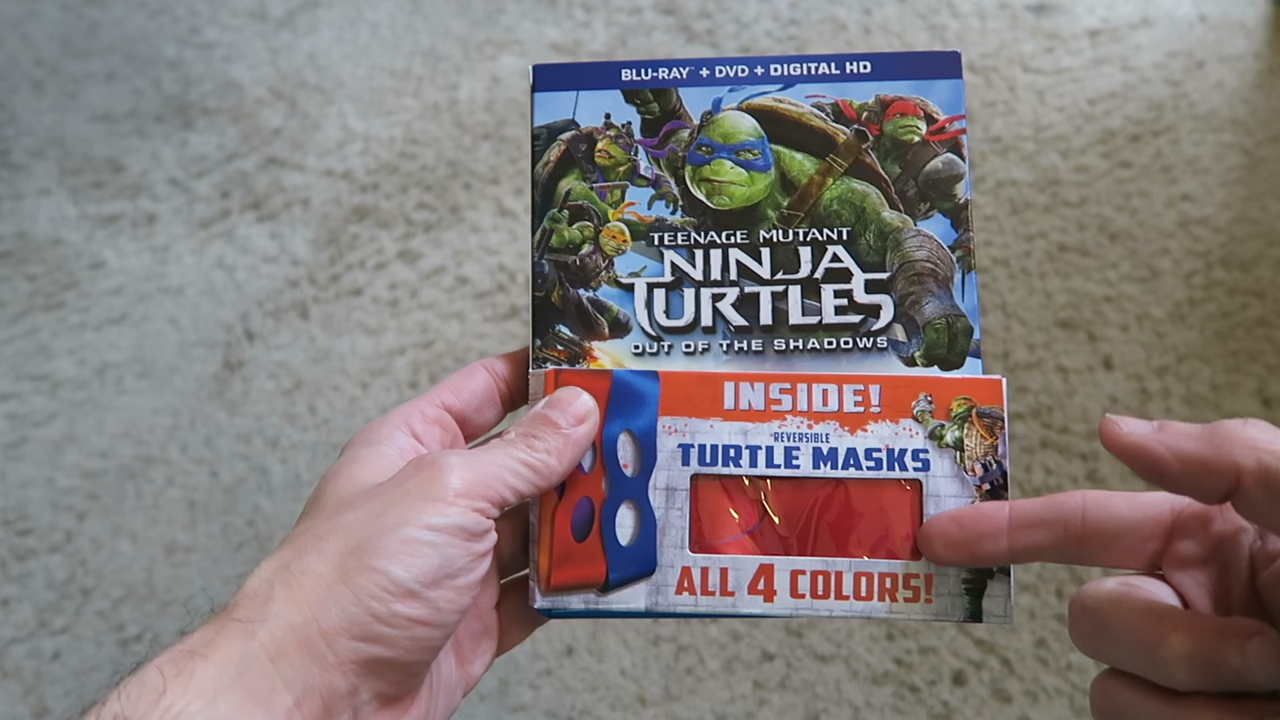 BLU-RAY™ + DVD + DIGITAL HD
TEENAGE MUTANT
NINJA
TURTLES
OUT OF THE SHADOWS
INSIDE!
REVERSIBLE
TURTLE MASKS
ALL 4 COLORS!